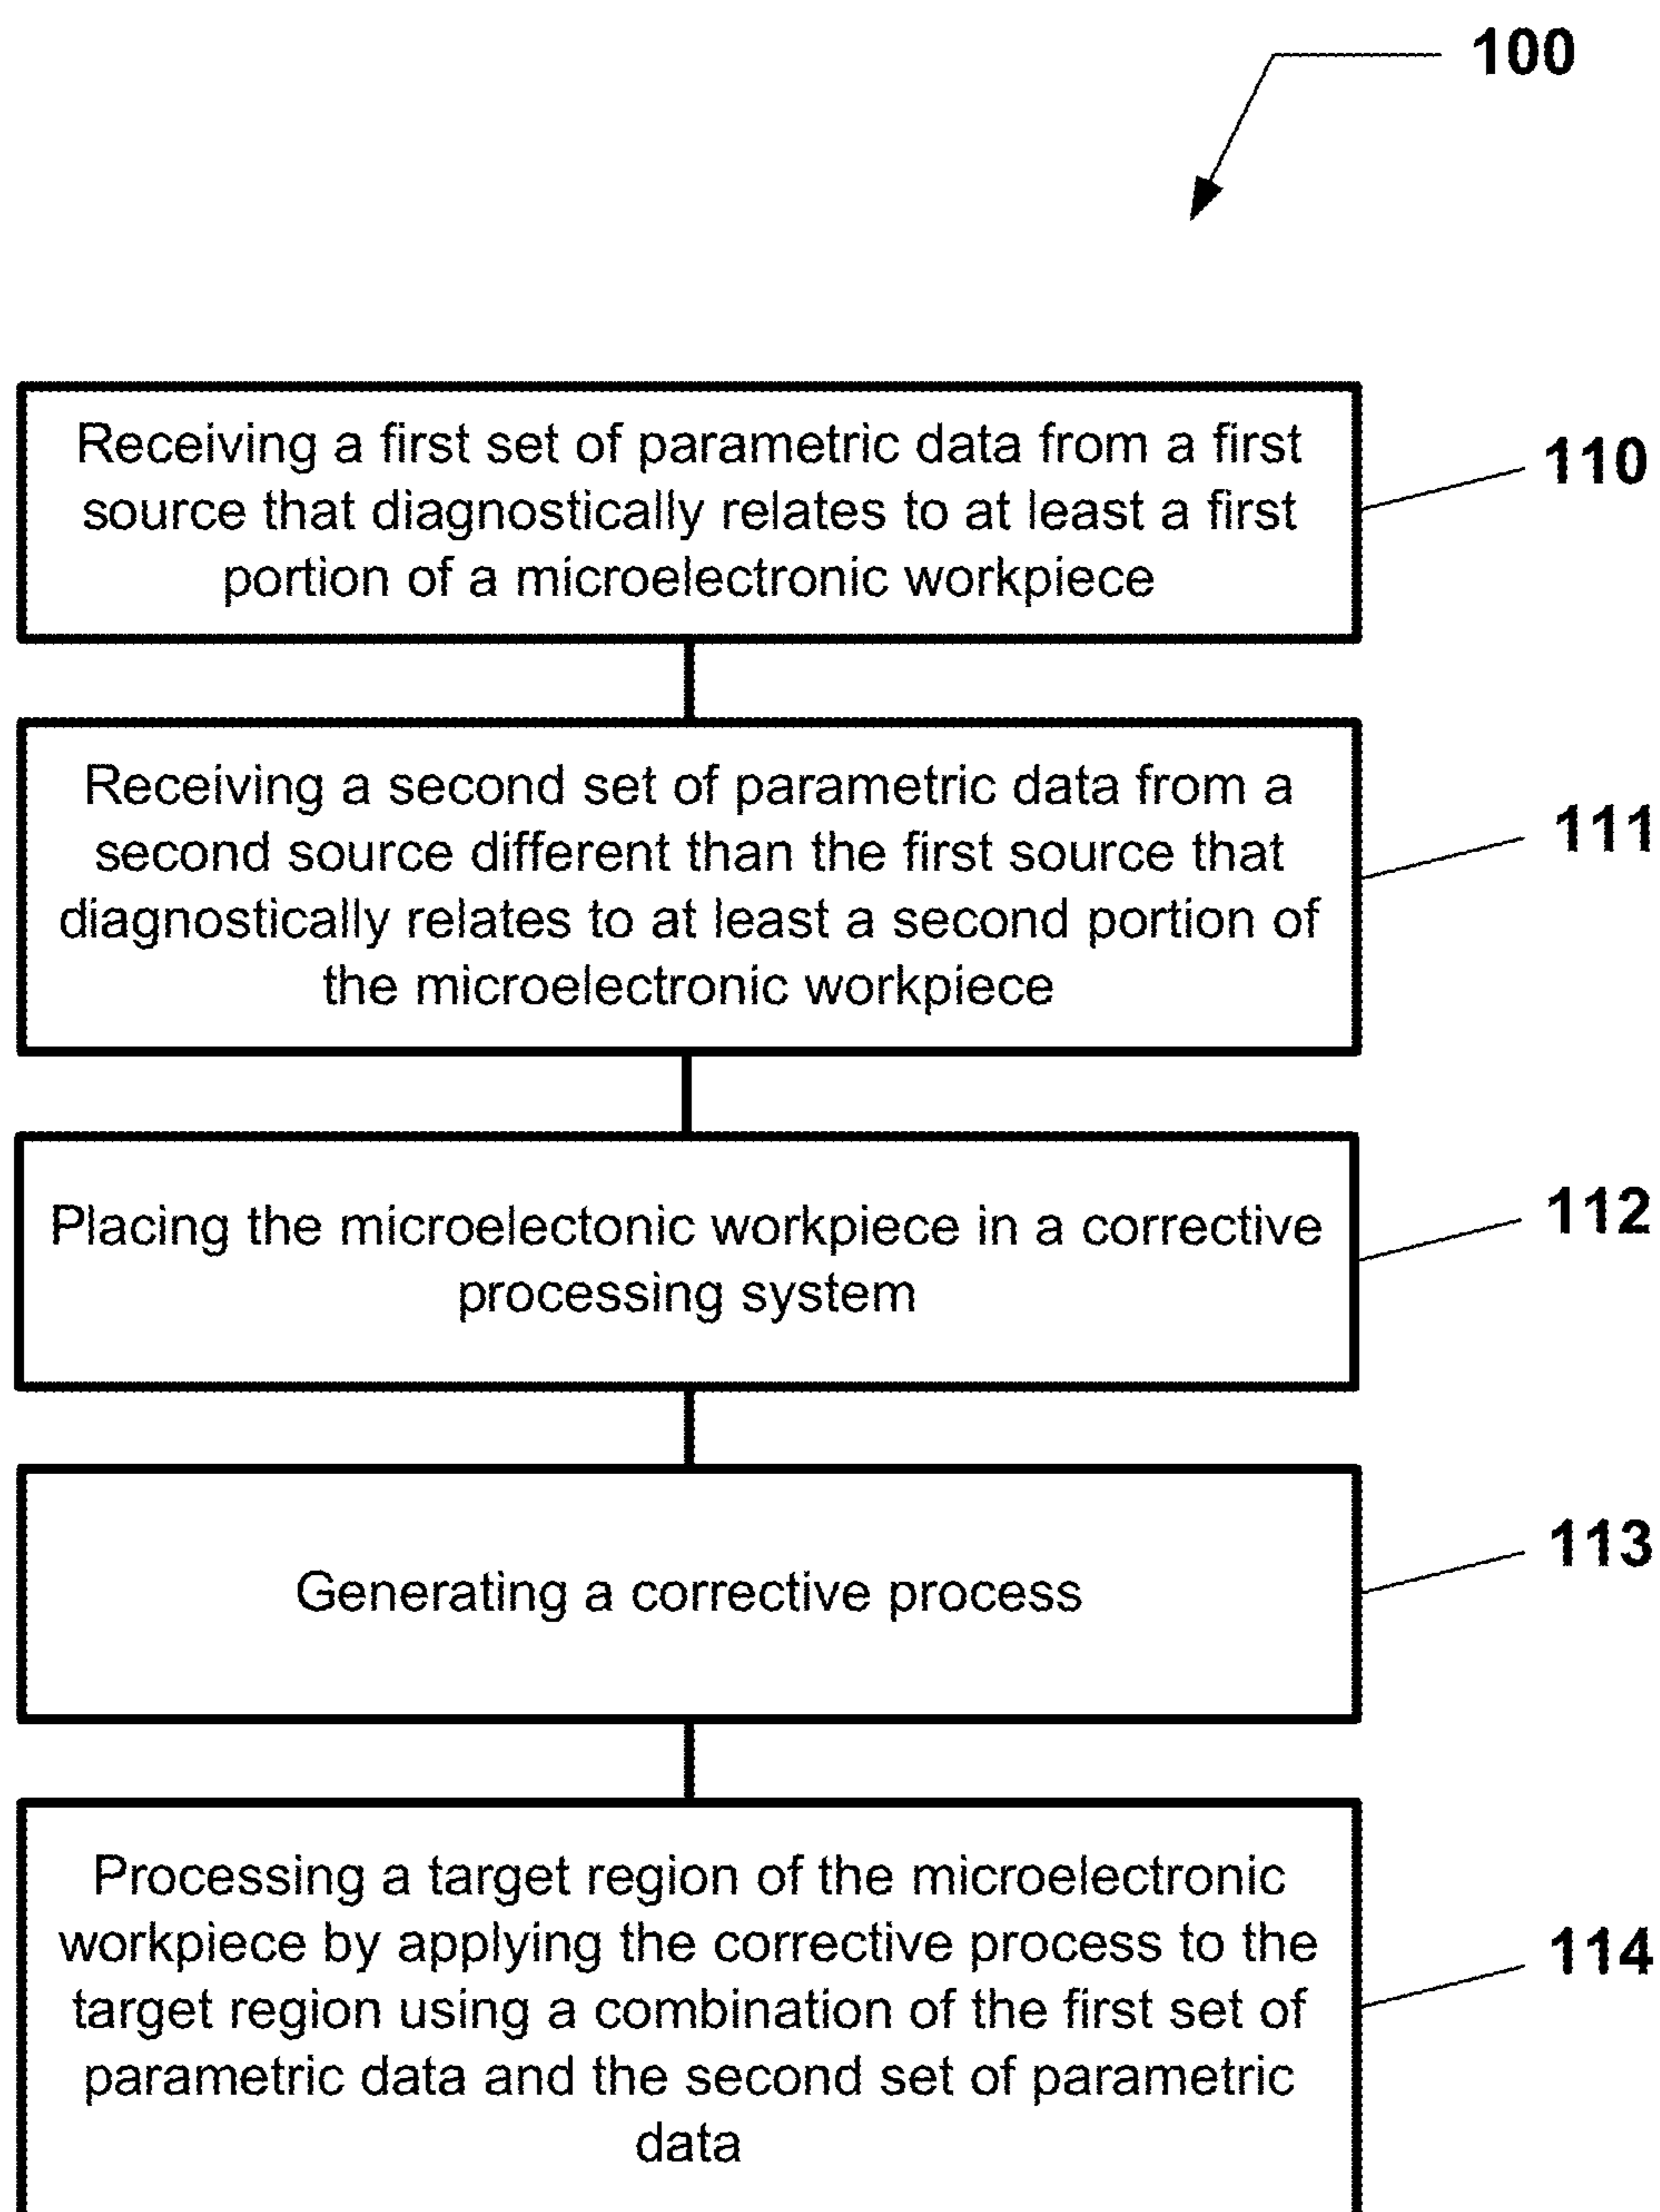 100
Receiving a first set of parametric data from a first
source that diagnostically relates to at least a first
portion of a microelectronic workpiece
110
Receiving a second set of parametric data from a
second source different than the first source that
diagnostically relates to at least a second portion of
the microelectronic workpiece
111
Placing the microelectonic workpiece in a corrective
processing system
112
Generating a corrective process
113
Processing a target region of the microelectronic
workpiece by applying the corrective process to the
target region using a combination of the first set of
parametric data and the second set of parametric
data
114